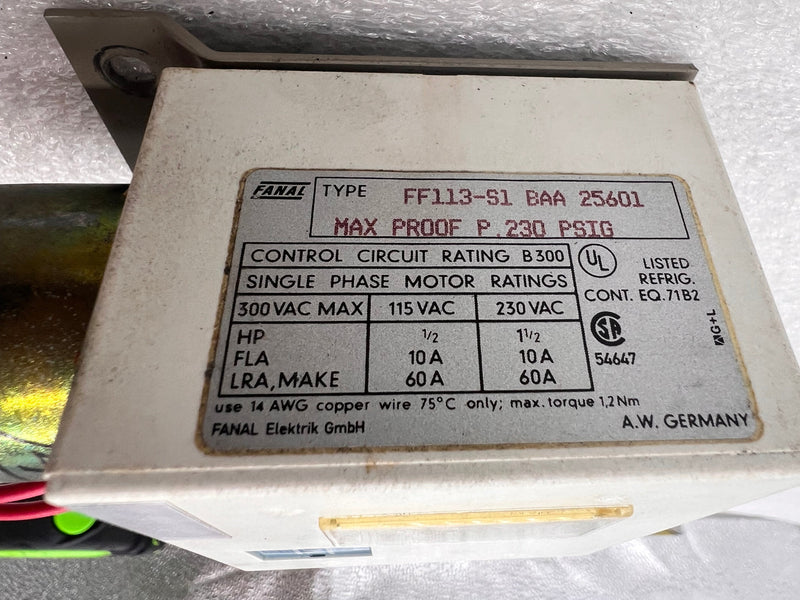 FANAL TYPE FF113-S1 BAA 25601
MAX PROOF P.230 PSIG
CONTROL CIRCUIT RATING B300
SINGLE PHASE MOTOR RATINGS
300 VAC MAX 115 VAC 230 VAC
HP 1/2 1 1/2
FLA 10 A 10 A
LRA, MAKE 60 A 60 A
UL LISTED
REFRIG.
CONT. EQ. 71B2
SA
54647
G+L
use 14 AWG copper wire 75°C only; max. torque 1,2 Nm
FANAL Elektrik GmbH A.W. GERMANY